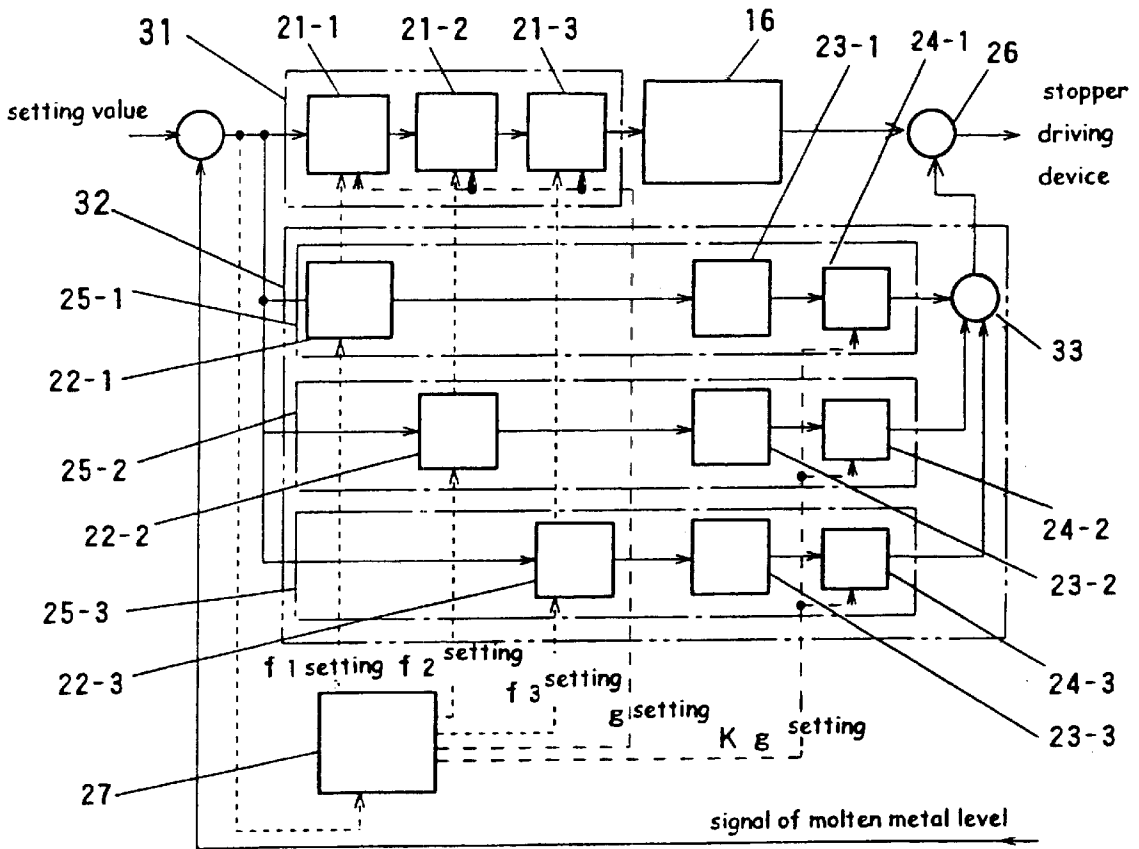 31
21-1
21-2
21-3
16
23-1
24-1
26
setting value
stopper
driving
device
32
25-1
22-1
33
25-2
22-2
24-2
23-2
25-3
22-3
24-3
23-3
f 1 setting
f 2 setting
f 3 setting
g setting
K g setting
27
signal of molten metal level